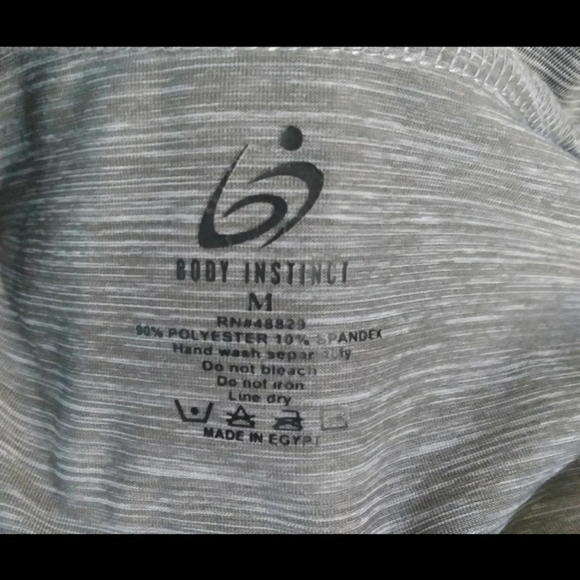 BODY INSTINCT
M
RN#48829
90% POLYESTER 10% SPANDEX
Hand wash separately
Do not bleach
Do not iron
Line dry
MADE IN EGYPT